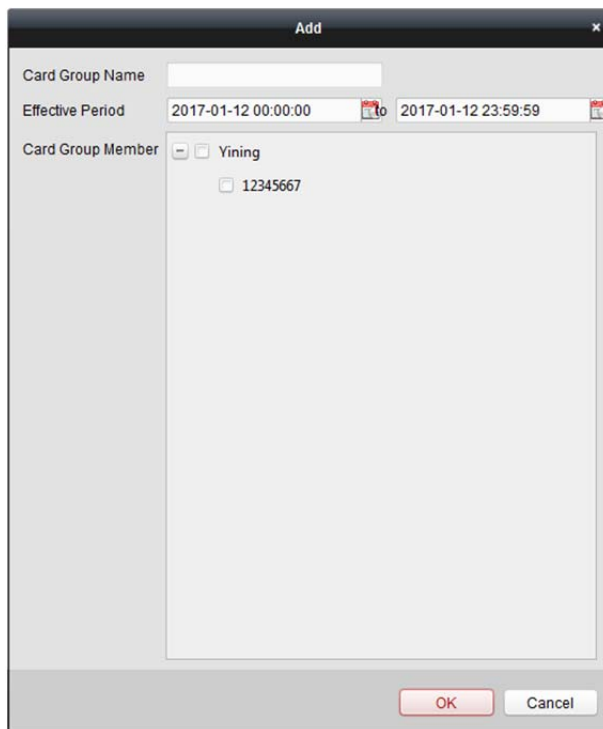 Add
Card Group Name
Effective Period 2017-01-12 00:00:00 to 2017-01-12 23:59:59
Card Group Member Yining
12345667
OK Cancel